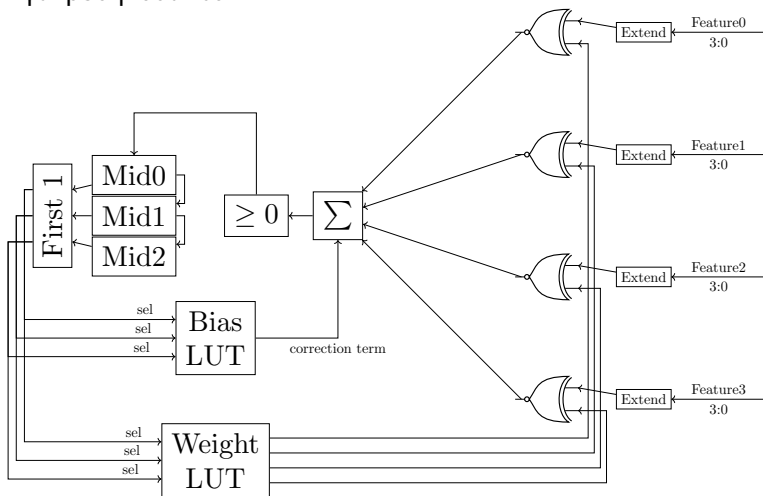 Feature0
Extend
3:0
Feature1
Extend
3:0
First 1
Mid0
Mid1
Mid2
≥ 0
∑
Feature2
Extend
3:0
sel
sel
sel
Bias
LUT
correction term
Feature3
Extend
3:0
sel
sel
sel
Weight
LUT